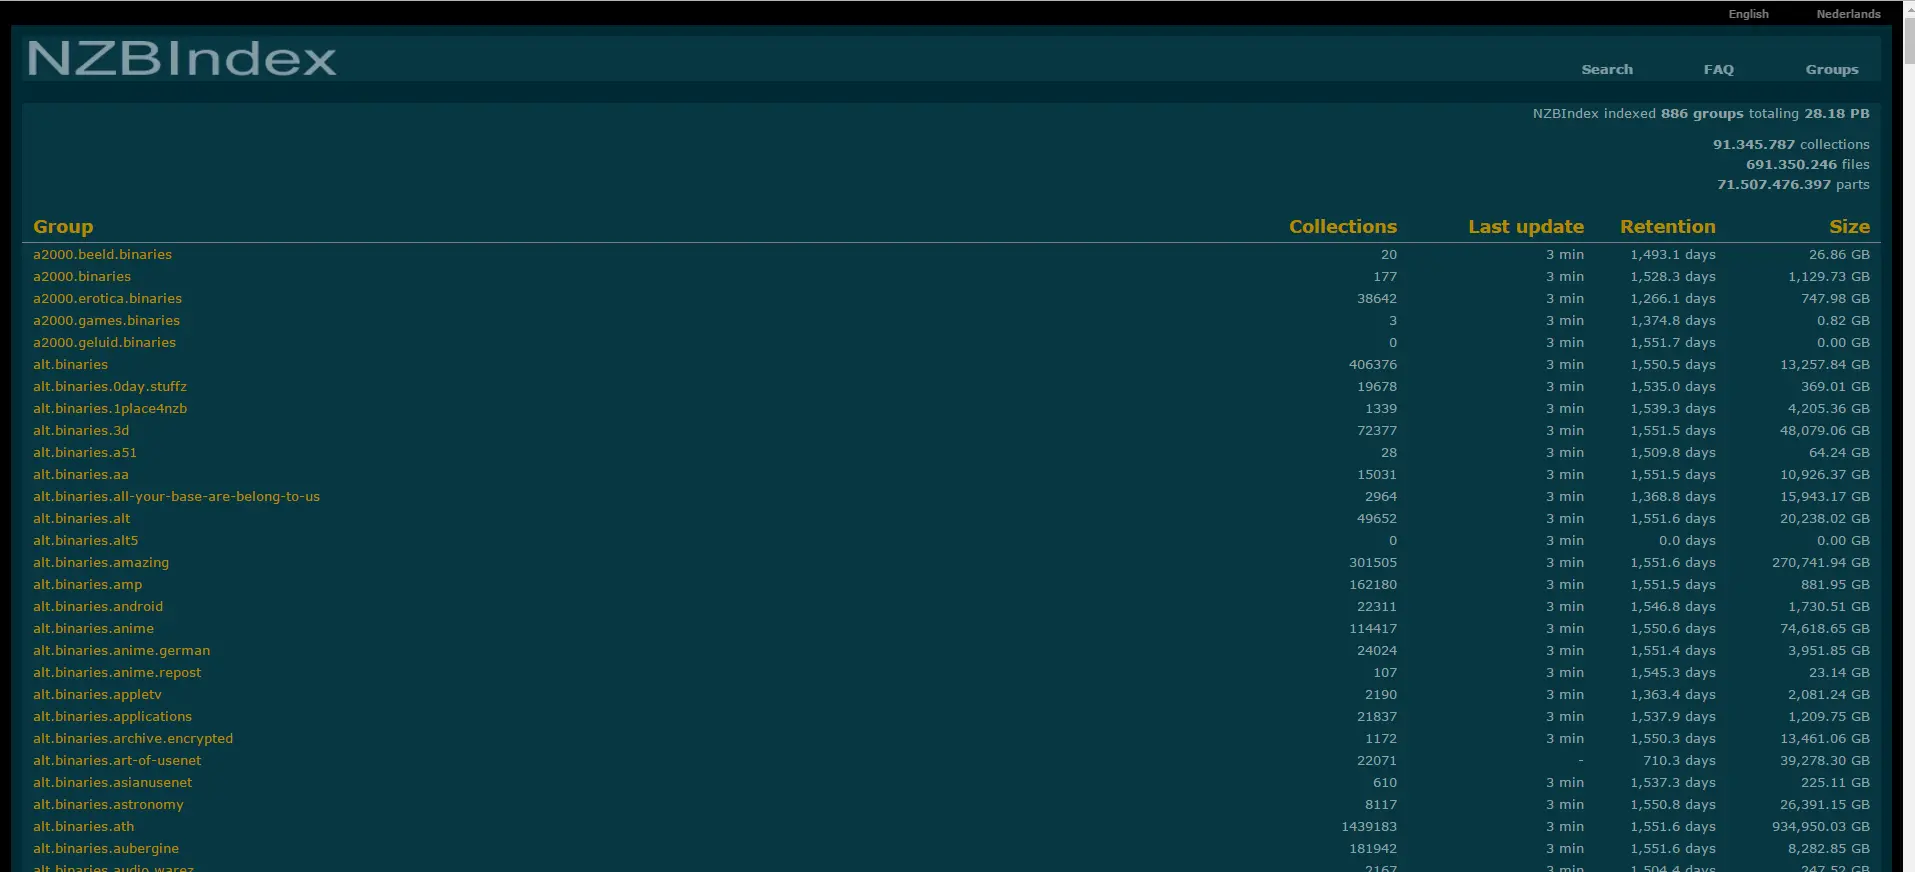 English Nederlands
NZBIndex
Search FAQ Groups
NZBIndex indexed 886 groups totaling 28.18 PB
91.345.787 collections
691.350.246 files
71.507.476.397 parts
Group Collections Last update Retention Size
a2000.beeld.binaries 20 3 min 1,493.1 days 26.86 GB
a2000.binaries 177 3 min 1,528.3 days 1,129.73 GB
a2000.erotica.binaries 38642 3 min 1,266.1 days 747.98 GB
a2000.games.binaries 3 3 min 1,374.8 days 0.82 GB
a2000.geluid.binaries 0 3 min 1,551.7 days 0.00 GB
alt.binaries 406376 3 min 1,550.5 days 13,257.84 GB
alt.binaries.0day.stuffz 19678 3 min 1,535.0 days 369.01 GB
alt.binaries.1place4nzb 1339 3 min 1,539.3 days 4,205.36 GB
alt.binaries.3d 72377 3 min 1,551.5 days 48,079.06 GB
alt.binaries.a51 28 3 min 1,509.8 days 64.24 GB
alt.binaries.aa 15031 3 min 1,551.5 days 10,926.37 GB
alt.binaries.all-your-base-are-belong-to-us 2964 3 min 1,368.8 days 15,943.17 GB
alt.binaries.alt 49652 3 min 1,551.6 days 20,238.02 GB
alt.binaries.alt5 0 3 min 0.0 days 0.00 GB
alt.binaries.amazing 301505 3 min 1,551.6 days 270,741.94 GB
alt.binaries.amp 162180 3 min 1,551.5 days 881.95 GB
alt.binaries.android 22311 3 min 1,546.8 days 1,730.51 GB
alt.binaries.anime 114417 3 min 1,550.6 days 74,618.65 GB
alt.binaries.anime.german 24024 3 min 1,551.4 days 3,951.85 GB
alt.binaries.anime.repost 107 3 min 1,545.3 days 23.14 GB
alt.binaries.appletv 2190 3 min 1,363.4 days 2,081.24 GB
alt.binaries.applications 21837 3 min 1,537.9 days 1,209.75 GB
alt.binaries.archive.encrypted 1172 3 min 1,550.3 days 13,461.06 GB
alt.binaries.art-of-usenet 22071 - 710.3 days 39,278.30 GB
alt.binaries.asianusenet 610 3 min 1,537.3 days 225.11 GB
alt.binaries.astronomy 8117 3 min 1,550.8 days 26,391.15 GB
alt.binaries.ath 1439183 3 min 1,551.6 days 934,950.03 GB
alt.binaries.aubergine 181942 3 min 1,551.6 days 8,282.85 GB
alt.binaries.audio.warez 2167 3 min 1,504.4 days 247.52 GB